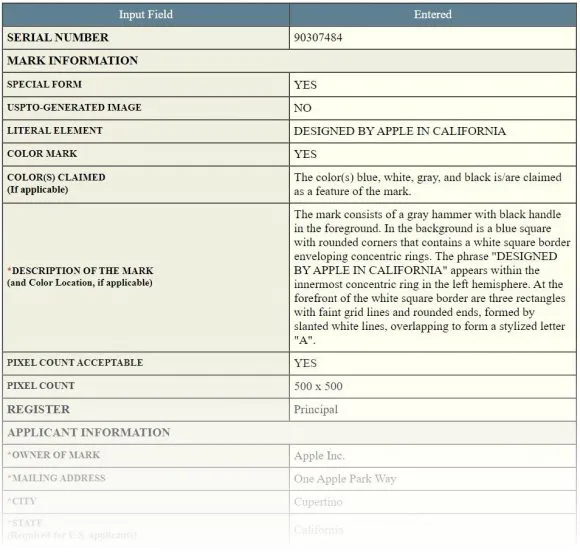 Input Field Entered
SERIAL NUMBER 90307484
MARK INFORMATION
SPECIAL FORM YES
USPTO-GENERATED IMAGE NO
LITERAL ELEMENT DESIGNED BY APPLE IN CALIFORNIA
COLOR MARK YES
COLOR(S) CLAIMED
(If applicable)
The color(s) blue, white, gray, and black is/are claimed
as a feature of the mark.
*DESCRIPTION OF THE MARK
(and Color Location, if applicable)
The mark consists of a gray hammer with black handle
in the foreground. In the background is a blue square
with rounded corners that contains a white square border
enveloping concentric rings. The phrase "DESIGNED
BY APPLE IN CALIFORNIA" appears within the
innermost concentric ring in the left hemisphere. At the
forefront of the white square border are three rectangles
with faint grid lines and rounded ends, formed by
slanted white lines, overlapping to form a stylized letter
"A".
PIXEL COUNT ACCEPTABLE YES
PIXEL COUNT 500 x 500
REGISTER Principal
APPLICANT INFORMATION
*OWNER OF MARK Apple Inc.
*MAILING ADDRESS One Apple Park Way
*CITY Cupertino
*STATE
(Required for U.S. applicants)
California